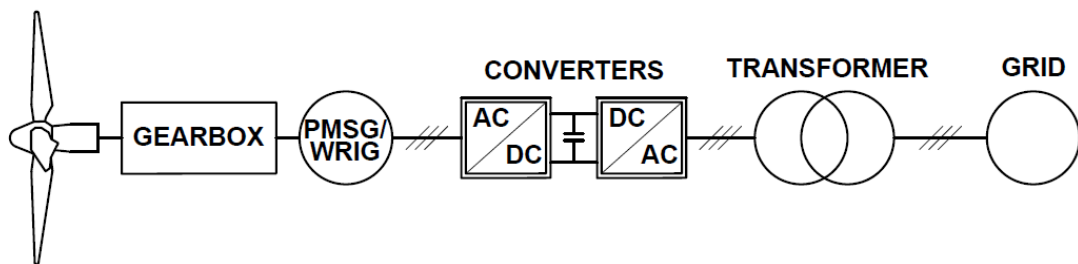 CONVERTERS
TRANSFORMER
GRID
GEARBOX
PMSG/
WRIG
AC
DC
DC
AC